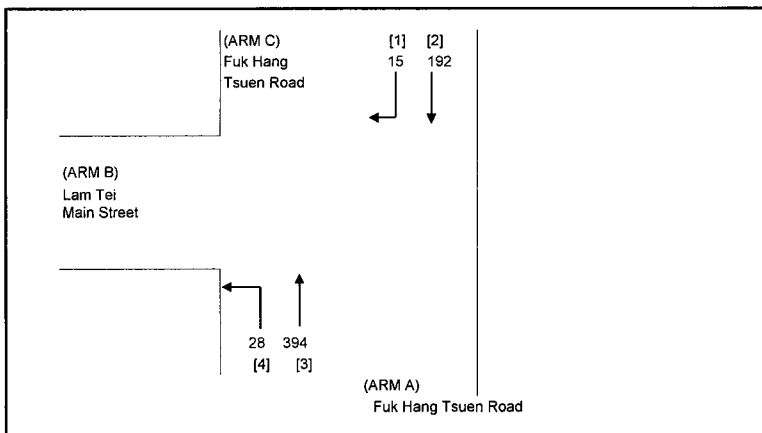 (ARM C) [1] [2]
Fuk Hang 15 192
Tsuen Road
(ARM B)
Lam Tei
Main Street
28 394
[4] [3]
(ARM A)
Fuk Hang Tsuen Road